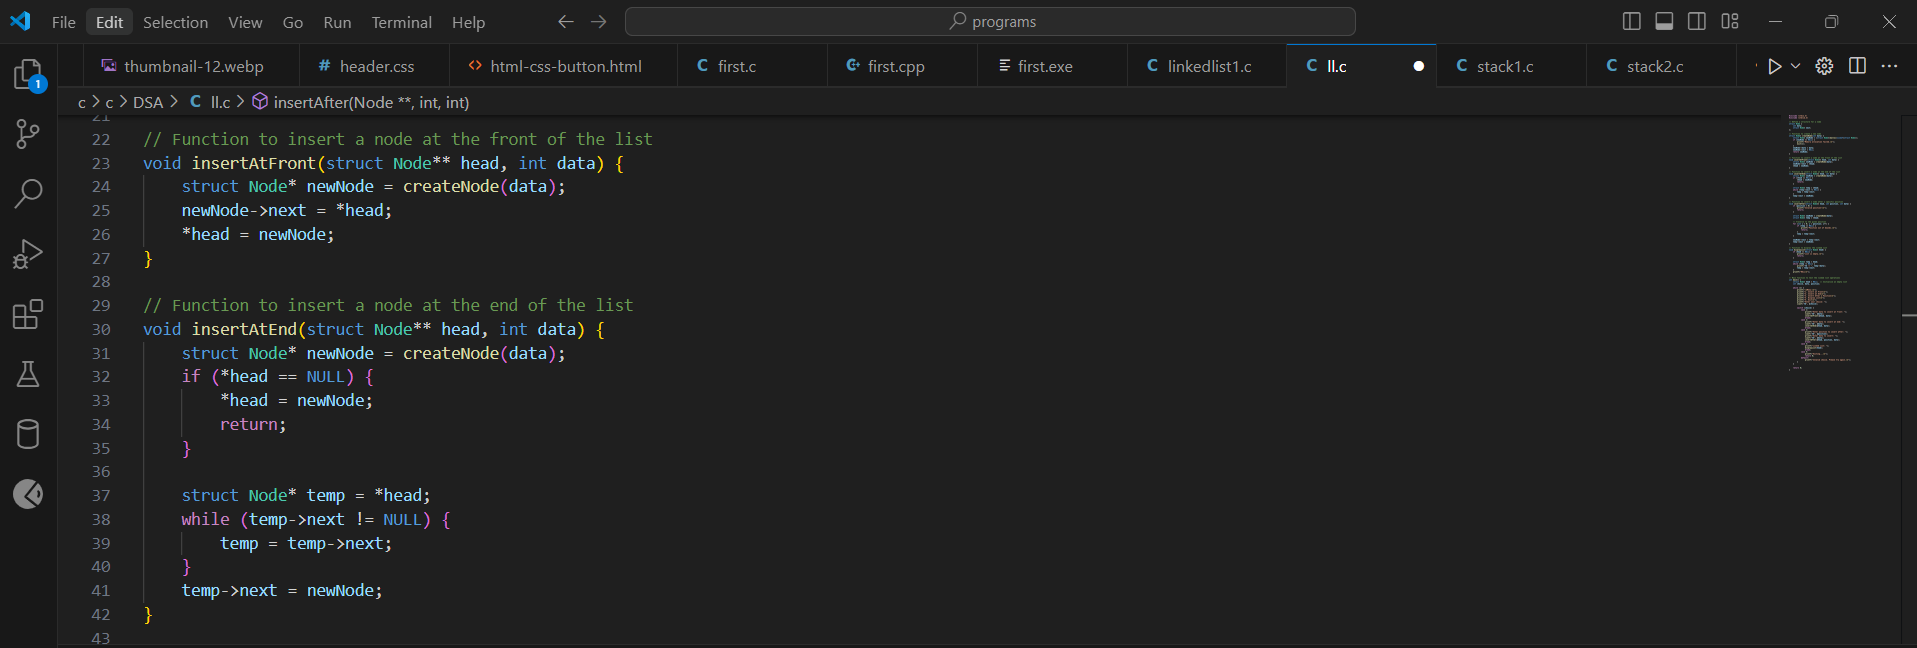 File Edit Selection View Go Run Terminal Help programs
thumbnail-12.webp # header.css <> html-css-button.html C first.c first.cpp first.exe C linkedlist1.c C ll.c C stack1.c C stack2.c
1
c > c > DSA > C ll.c > insertAfter(Node **, int, int)
21
22 // Function to insert a node at the front of the list
23 void insertAtFront(struct Node** head, int data) {
24 struct Node* newNode = createNode(data);
25 newNode->next = *head;
26 *head = newNode;
27 }
28
29 // Function to insert a node at the end of the list
30 void insertAtEnd(struct Node** head, int data) {
31 struct Node* newNode = createNode(data);
32 if (*head == NULL) {
33 *head = newNode;
34 return;
35 }
36
37 struct Node* temp = *head;
38 while (temp->next != NULL) {
39 temp = temp->next;
40 }
41 temp->next = newNode;
42 }
43